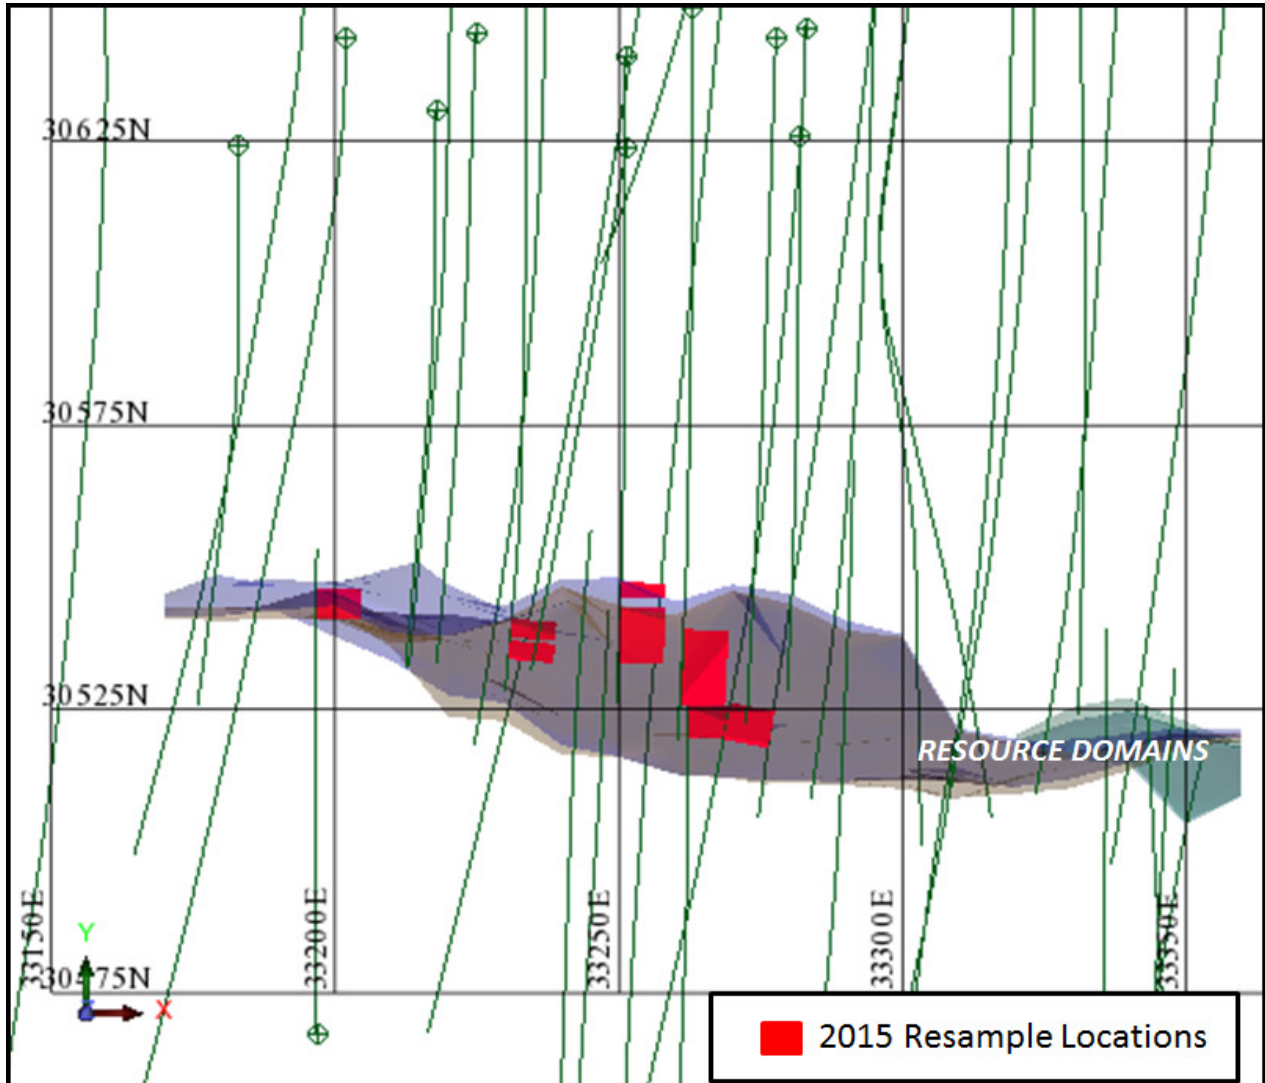 30625N
30575N
30525N
RESOURCE DOMAINS
33150E
33200E
33250E
33300E
33350E
Y
30475N
X
2015 Resample Locations